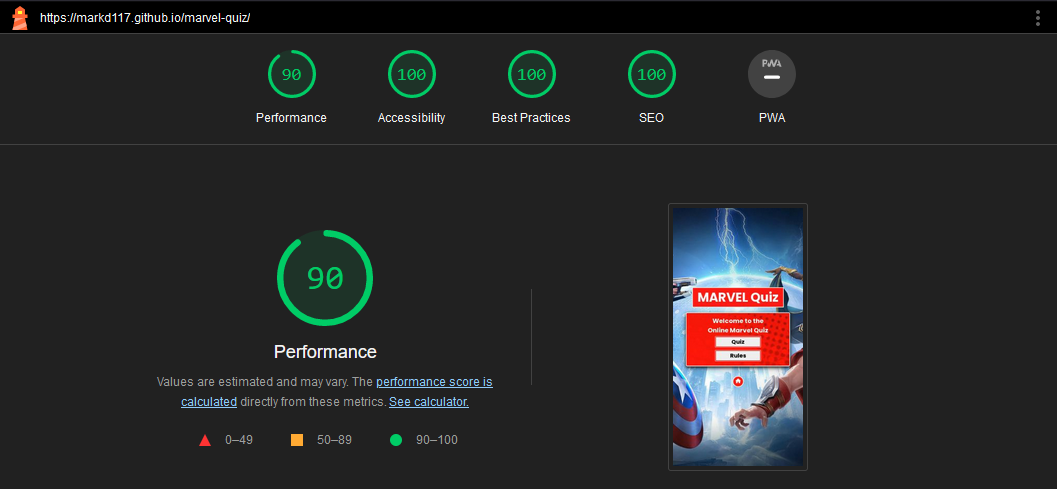 https://markd117.github.io/marvel-quiz/
90
100
100
100
PWA
Performance
Accessibility
Best Practices
SEO
PWA
90
Performance
Values are estimated and may vary. The performance score is
calculated directly from these metrics. See calculator.
0–49
50–89
90–100
MARVEL Quiz
Welcome to the
Online Marvel Quiz
Quiz
Rules